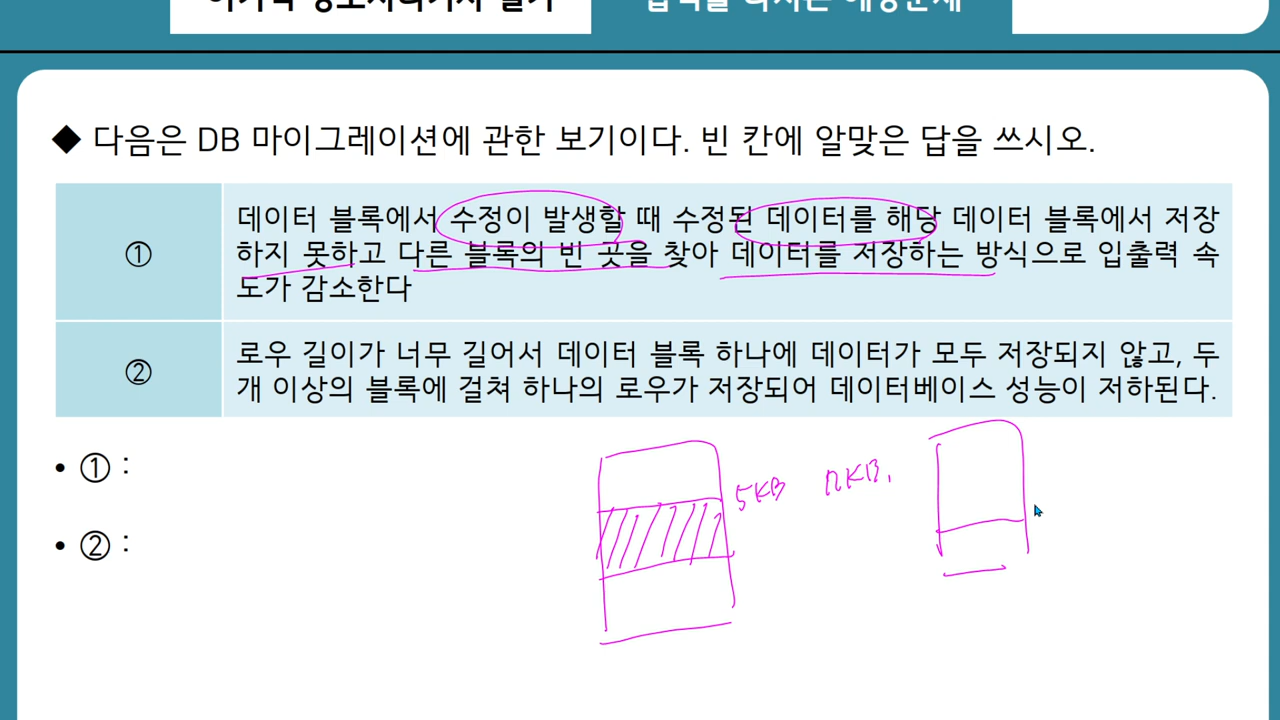 ◆ 다음은 DB 마이그레이션에 관한 보기이다. 빈 칸에 알맞은 답을 쓰시오.
① 데이터 블록에서 수정이 발생할 때 수정된 데이터를 해당 데이터 블록에서 저장
하지 못하고 다른 블록의 빈 곳을 찾아 데이터를 저장하는 방식으로 입출력 속
도가 감소한다
② 로우 길이가 너무 길어서 데이터 블록 하나에 데이터가 모두 저장되지 않고, 두
개 이상의 블록에 걸쳐 하나의 로우가 저장되어 데이터베이스 성능이 저하된다.
• ① :
• ② :
5KB